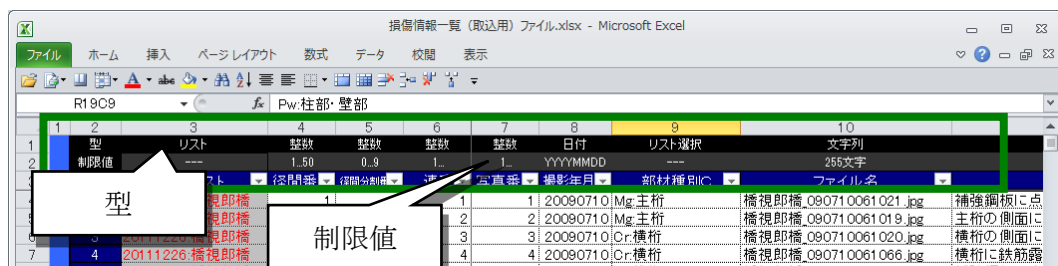 損傷情報一覧（取込用）ファイル.xlsx - Microsoft Excel
ファイル ホーム 挿入 ページ レイアウト 数式 データ 校閲 表示
R19C9 fx Pw:柱部・壁部
1 2 3 4 5 6 7 8 9 10
1 型 リスト 整数 整数 整数 整数 日付 リスト選択 文字列
2 制限値 --- 1...50 0...9 1... 1... YYYYMMDD --- 255文字
径間番 径間分割番 写真番 撮影年月 部材種別IC ファイル名
1 1 1 20090710 Mg:主桁 橋視郎橋_090710061021.jpg 補強鋼板に点
2 2 20090710 Mg:主桁 橋視郎橋_090710061019.jpg 主桁の側面に
3 20111226:橋視郎橋 3 3 20090710 Cr:横桁 橋視郎橋_090710061020.jpg 横桁の側面に
7 4 20111226:橋視郎橋 4 4 20090710 Cr:横桁 橋視郎橋_090710061066.jpg 横桁に鉄筋露
型
制限値